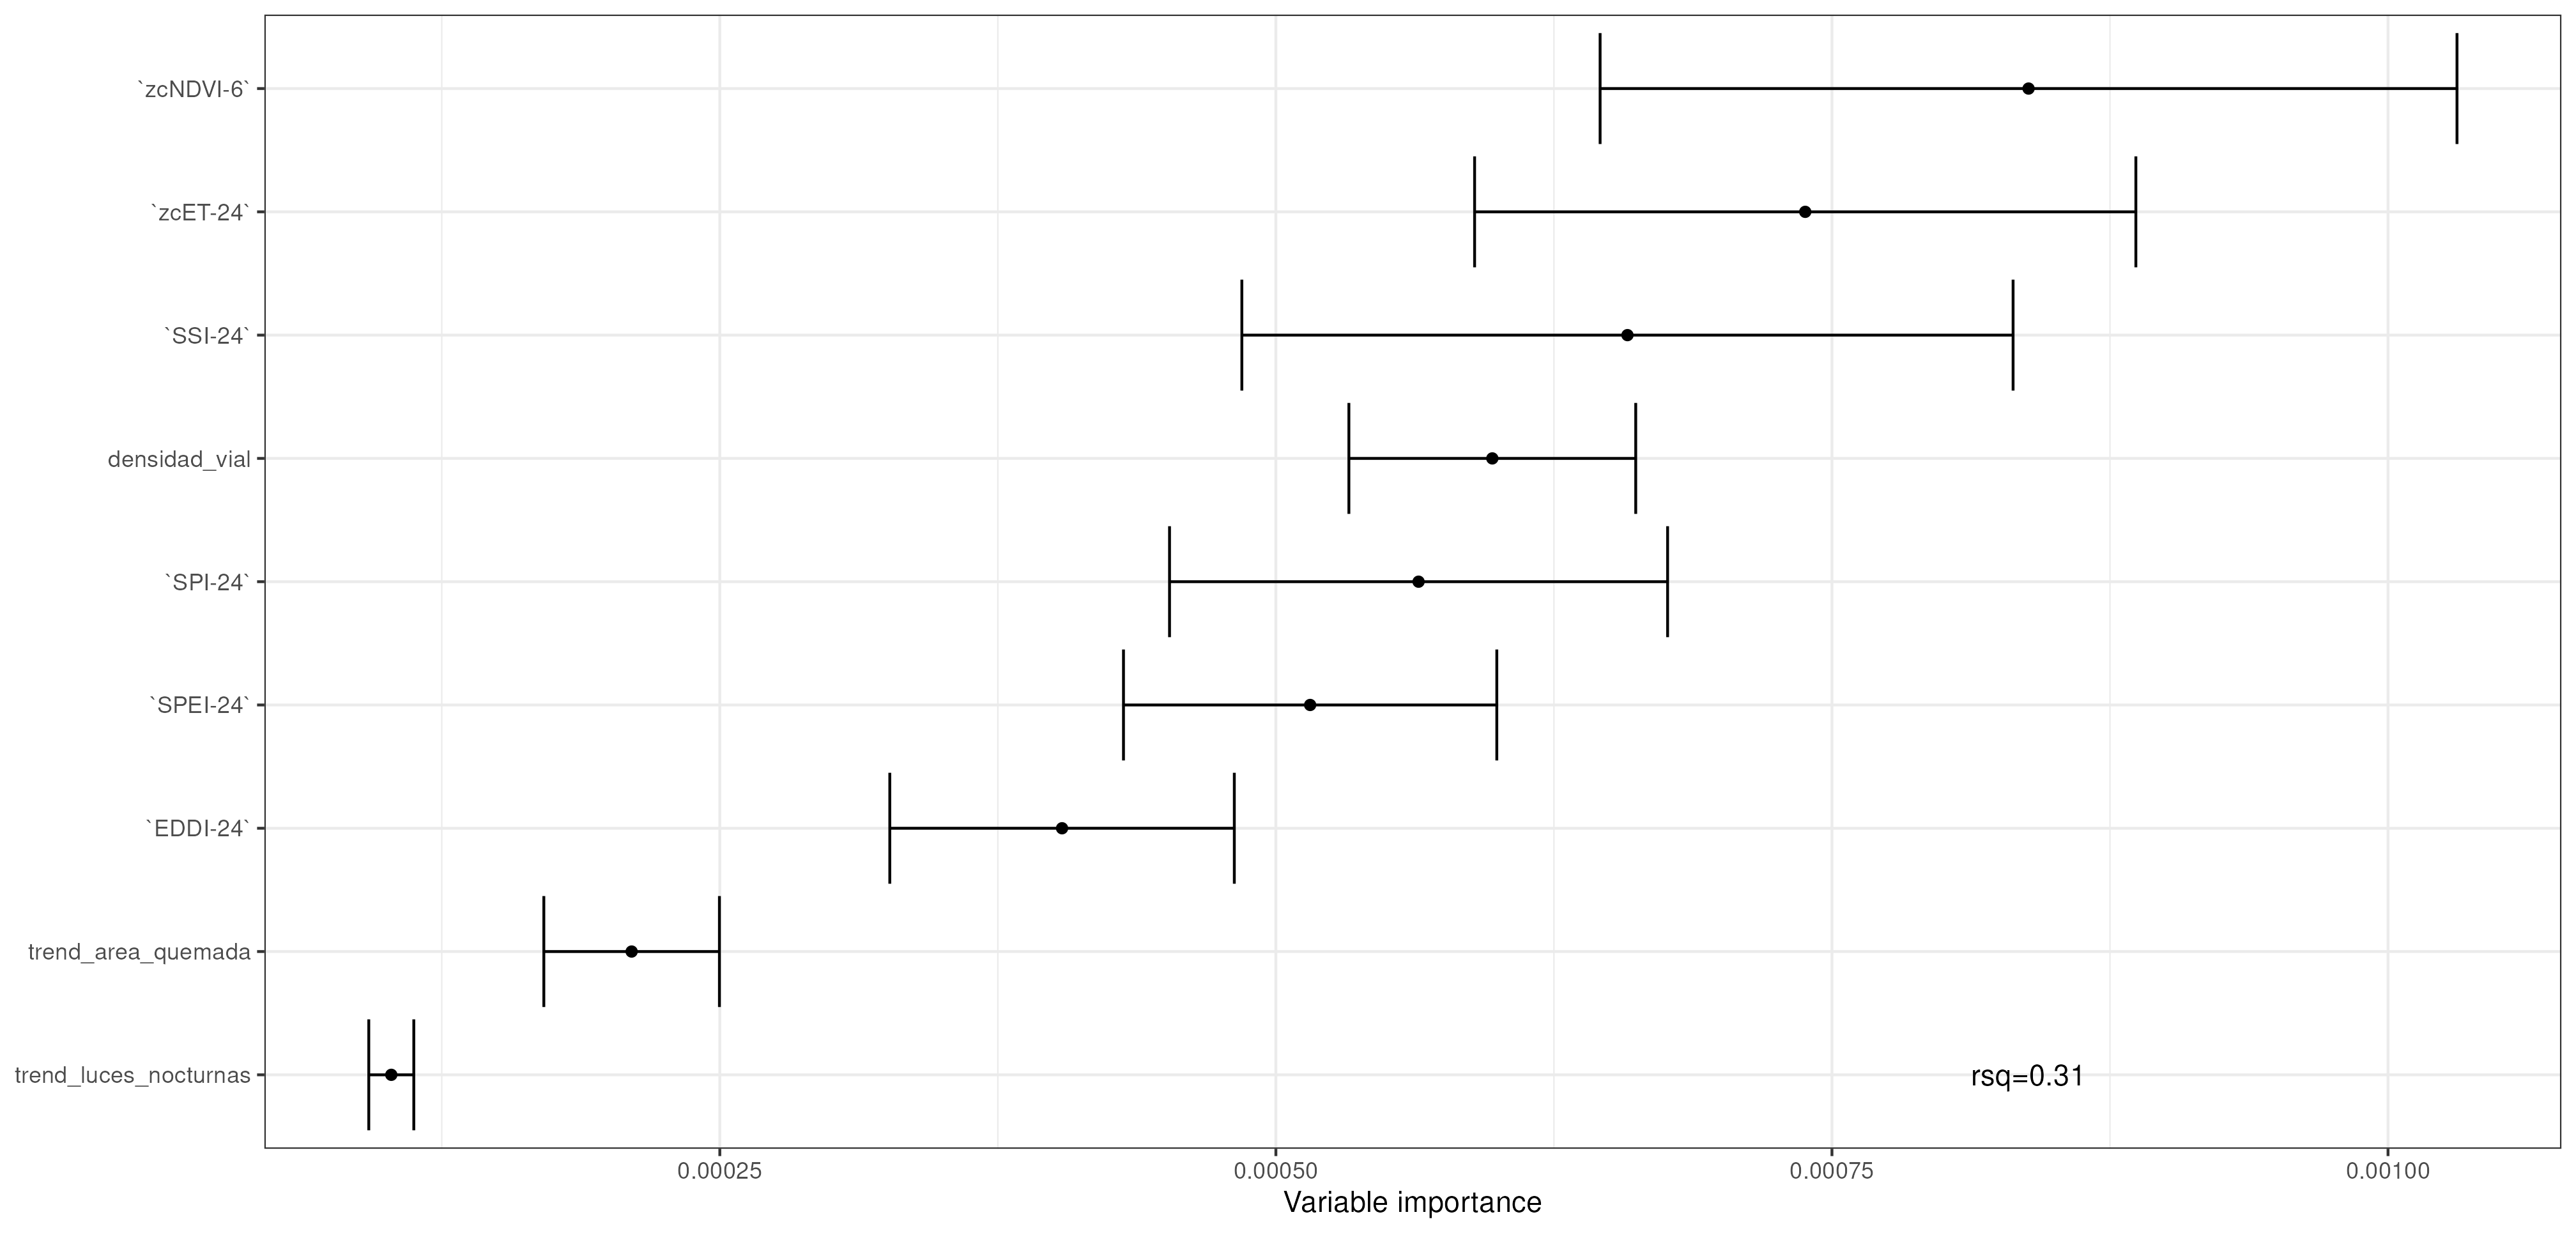 `zcNDVI-6`
`zcET-24`
`SSI-24`
densidad_vial
`SPI-24`
`SPEI-24`
`EDDI-24`
trend_area_quemada
trend_luces_nocturnas
rsq=0.31
0.00025 0.00050 0.00075 0.00100
Variable importance